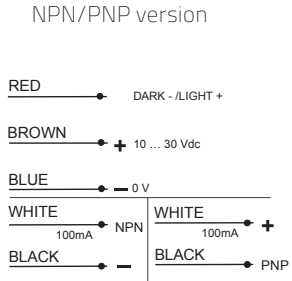 NPN/PNP version
RED
DARK - /LIGHT +
BROWN
+ 10 ... 30 Vdc
BLUE
— 0 V
WHITE
100mA
NPN
BLACK
—
WHITE
100mA
+
BLACK
PNP